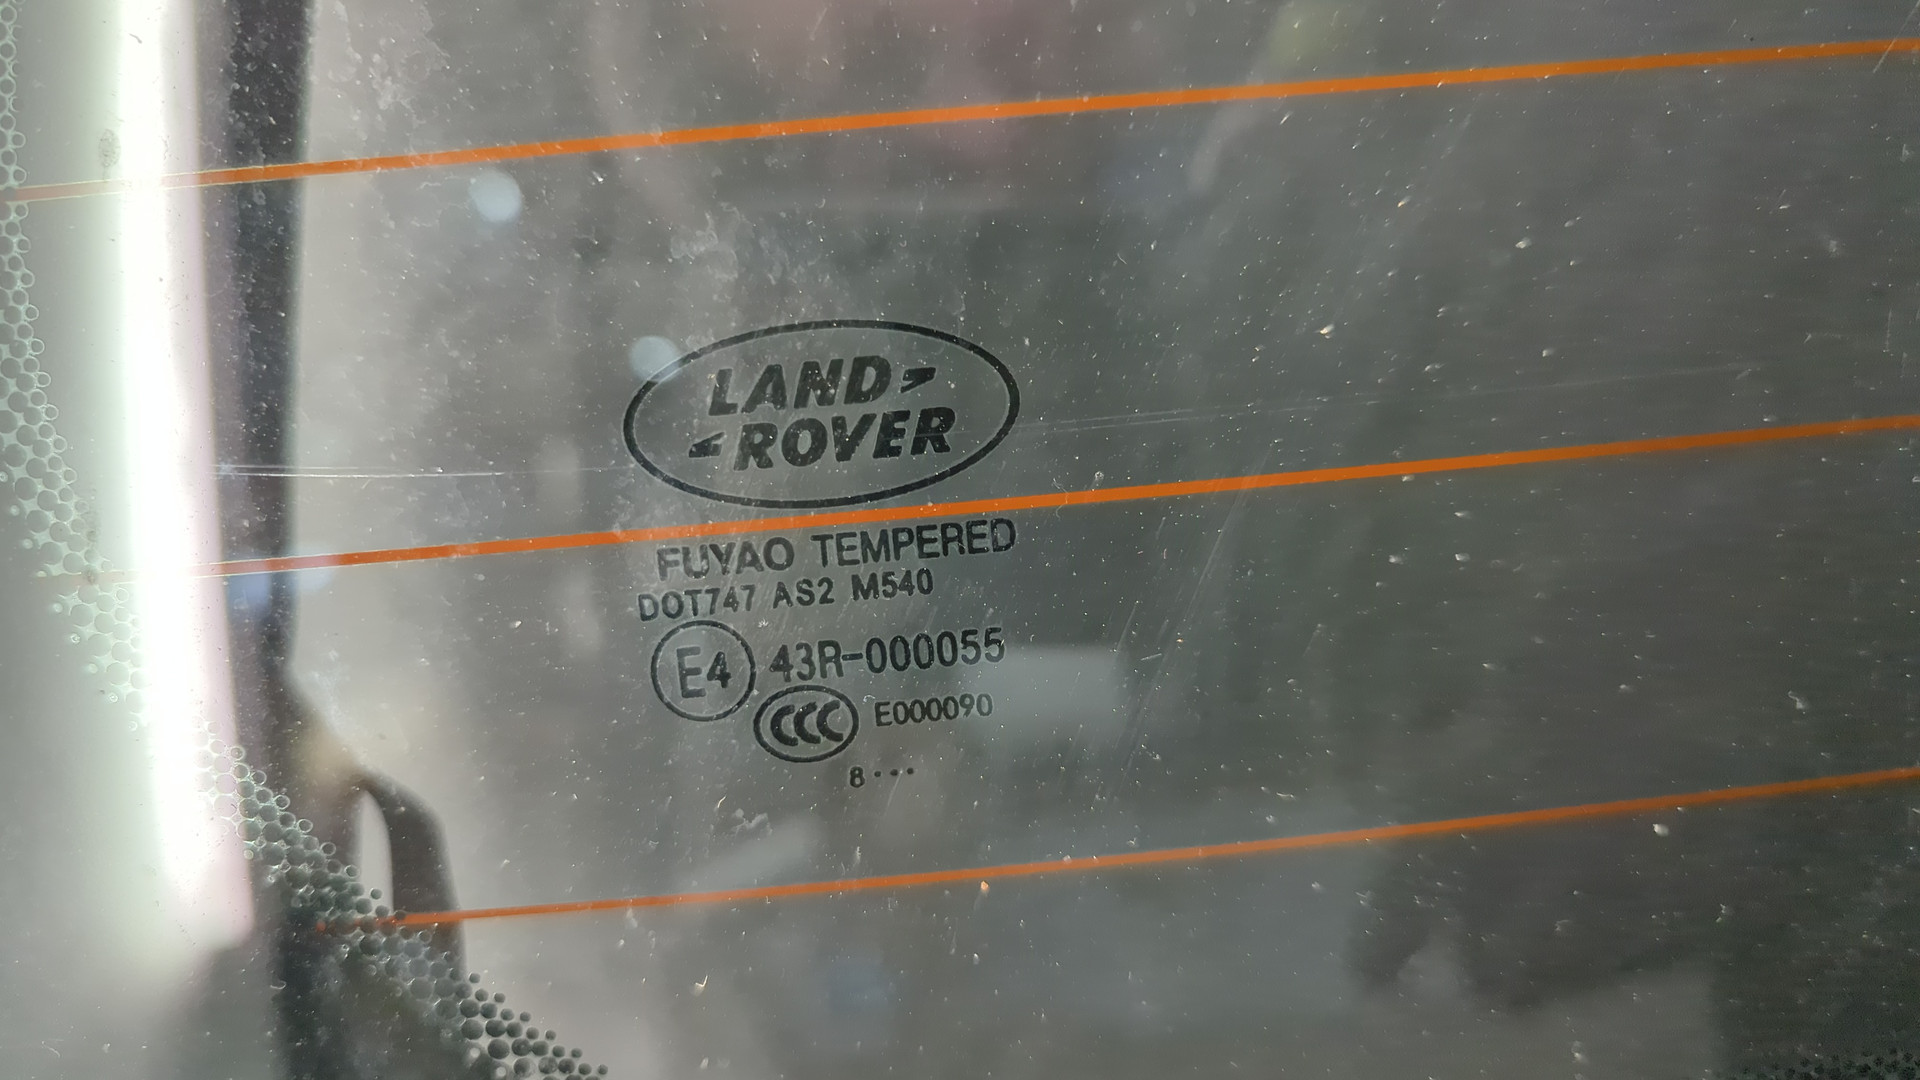 LAND
ROVER
FUYAO TEMPERED
DOT747 AS2 M540
E4 43R-000055
CCC E000090
8...